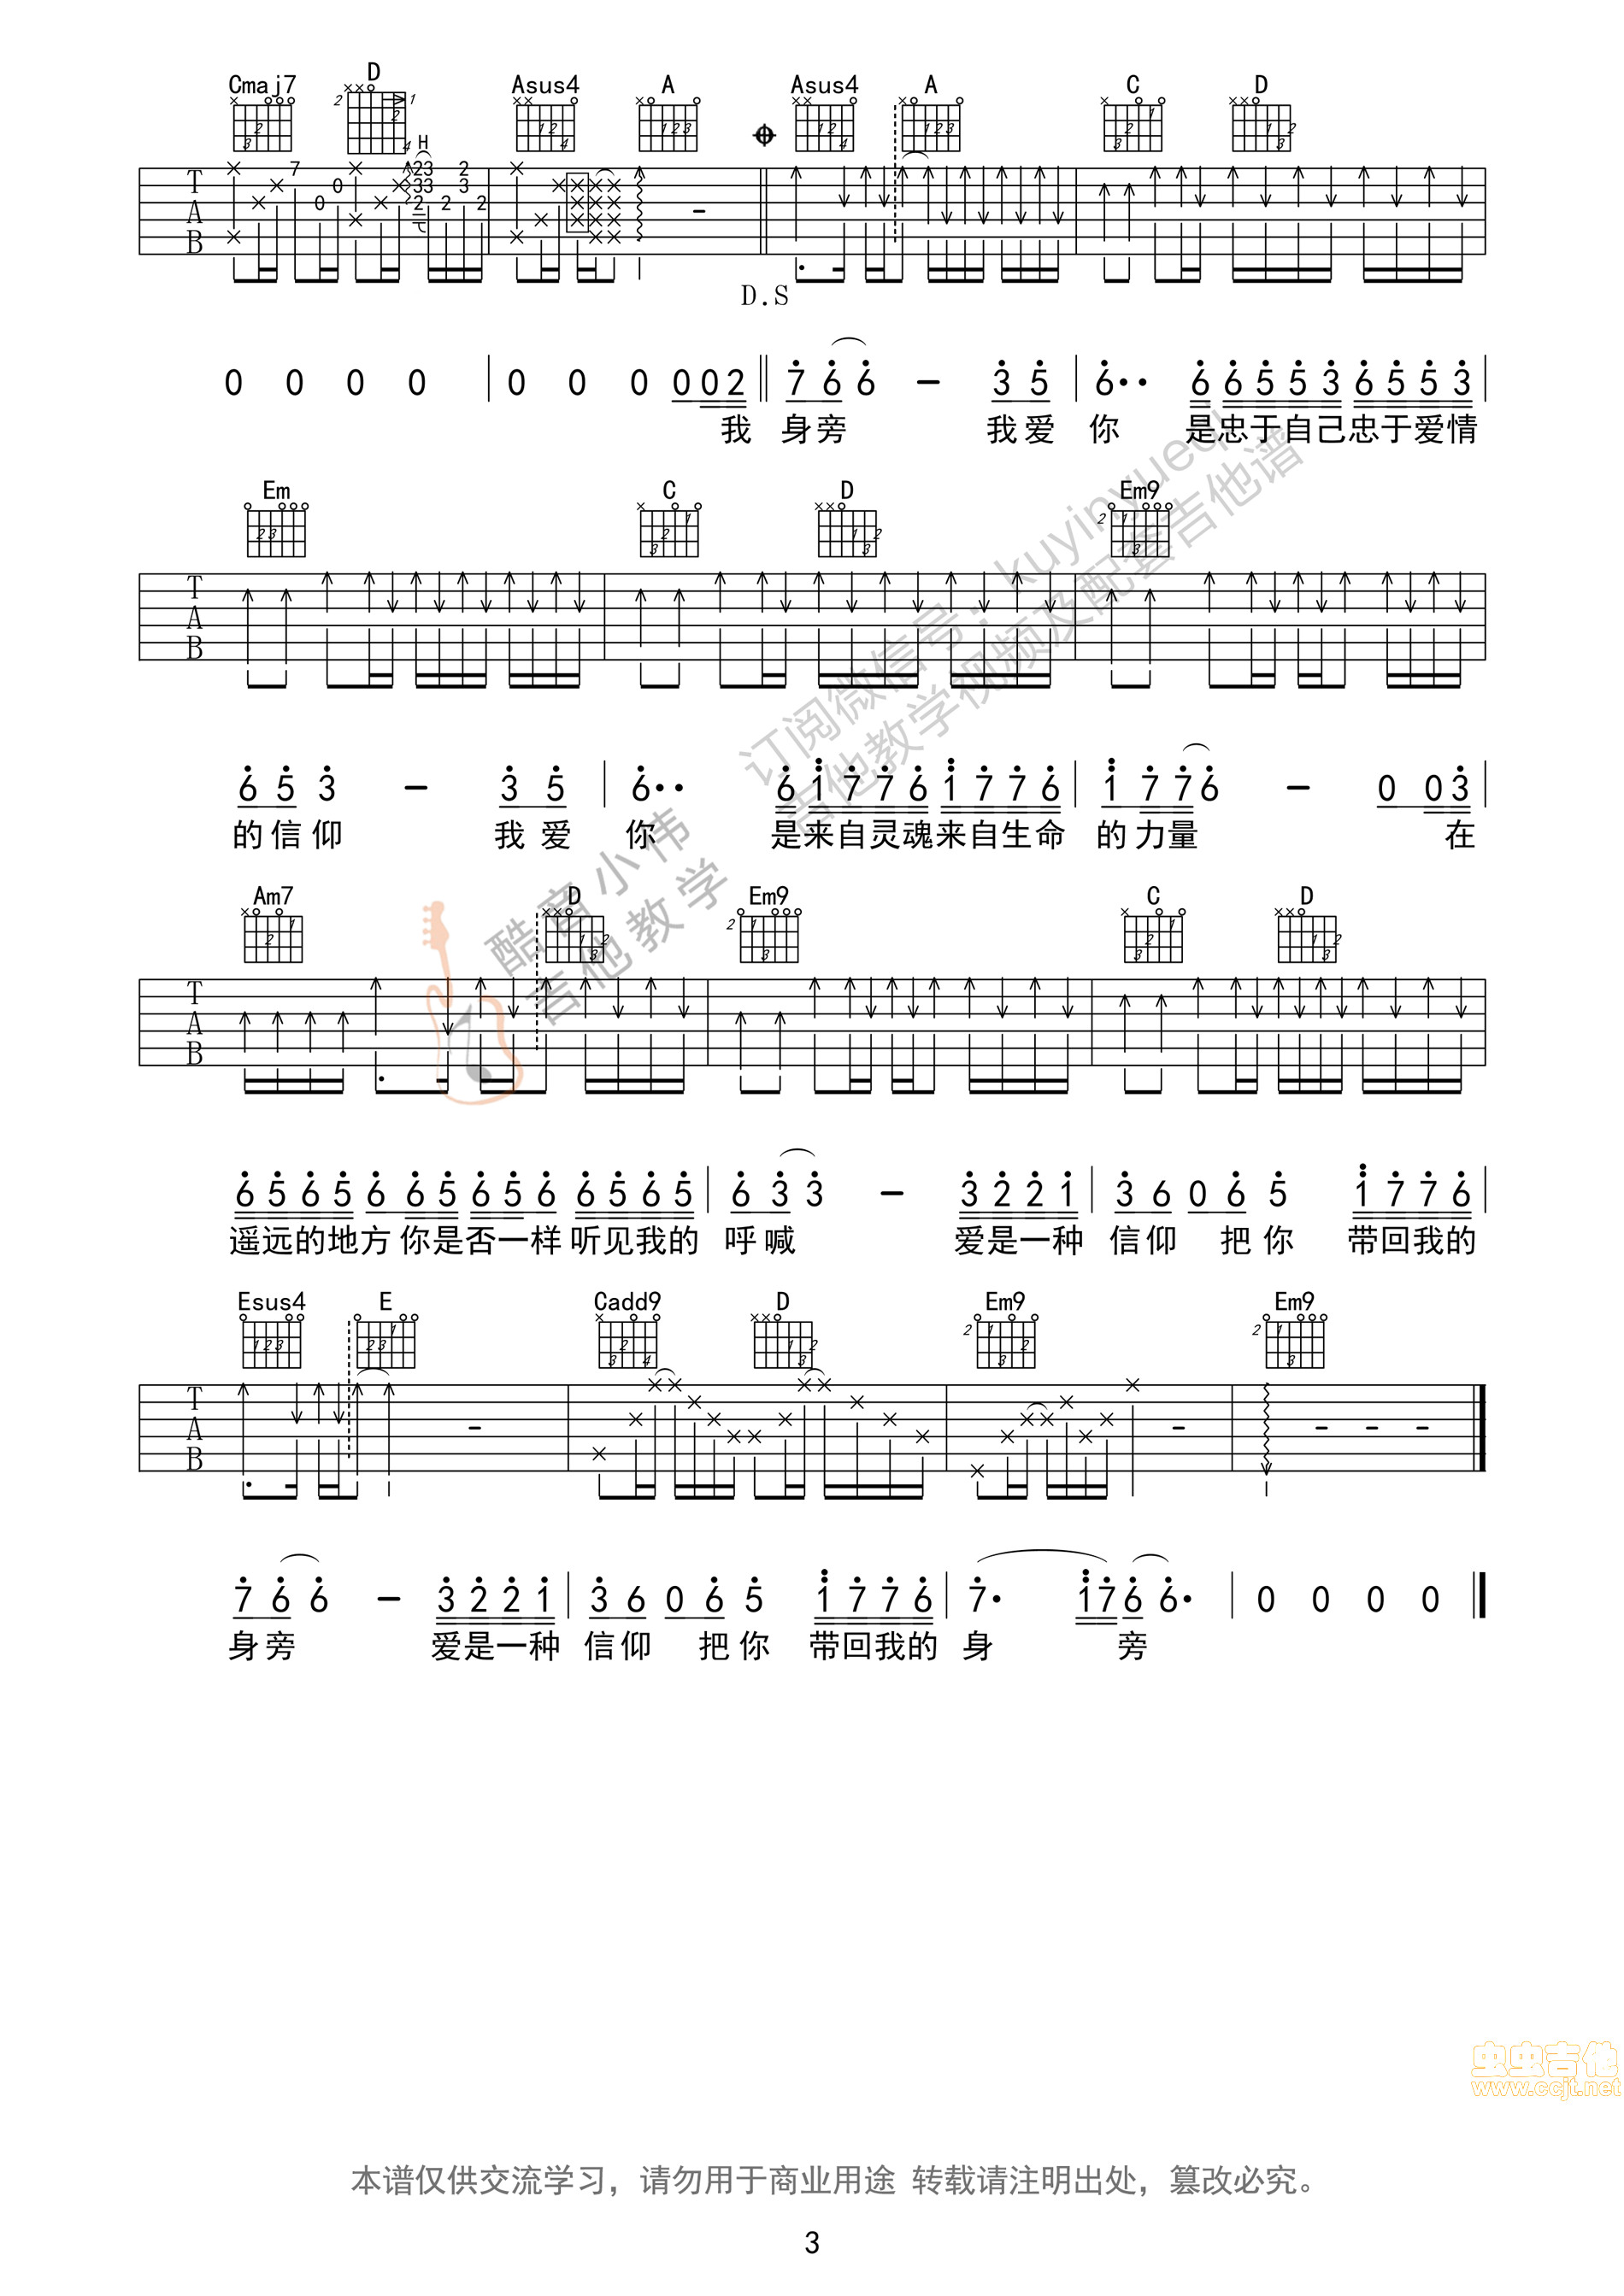 Cmaj7 D Asus4 A Asus4 A C D
H
T A B
D.S
0 0 0 0 | 0 0 0 0 0 2 || 7 6 6 - 3 5 | 6·· 6 6 5 5 3 6 5 5 3 |
我 身旁 我爱 你 是忠于自己忠于爱情
Em C D Em9
T A B
6 5 3 - 3 5 | 6·· 6 1 7 7 6 1 7 7 6 | 1 7 7 6 - 0 0 3 |
的信仰 我爱 你 是来自灵魂来自生命 的力量 在
Am7 D Em9 C D
T A B
6 5 6 5 6 6 5 6 5 6 6 5 6 5 | 6 3 3 - 3 2 2 1 | 3 6 0 6 5 1 7 7 6 |
遥远的地方你是否一样听见我的 呼喊 爱是一种 信仰 把你 带回我的
Esus4 E Cadd9 D Em9 Em9
T A B
7 6 6 - 3 2 2 1 | 3 6 0 6 5 1 7 7 6 | 7· 1 7 6 6· | 0 0 0 0
身旁 爱是一种 信仰 把你 带回我的 身 旁
订阅微信号：kuyinyueqi
吉他教学视频及配套吉他谱
酷音小伟
吉他教学
虫虫吉他
www.ccjt.net
本谱仅供交流学习，请勿用于商业用途 转载请注明出处，篡改必究。
3